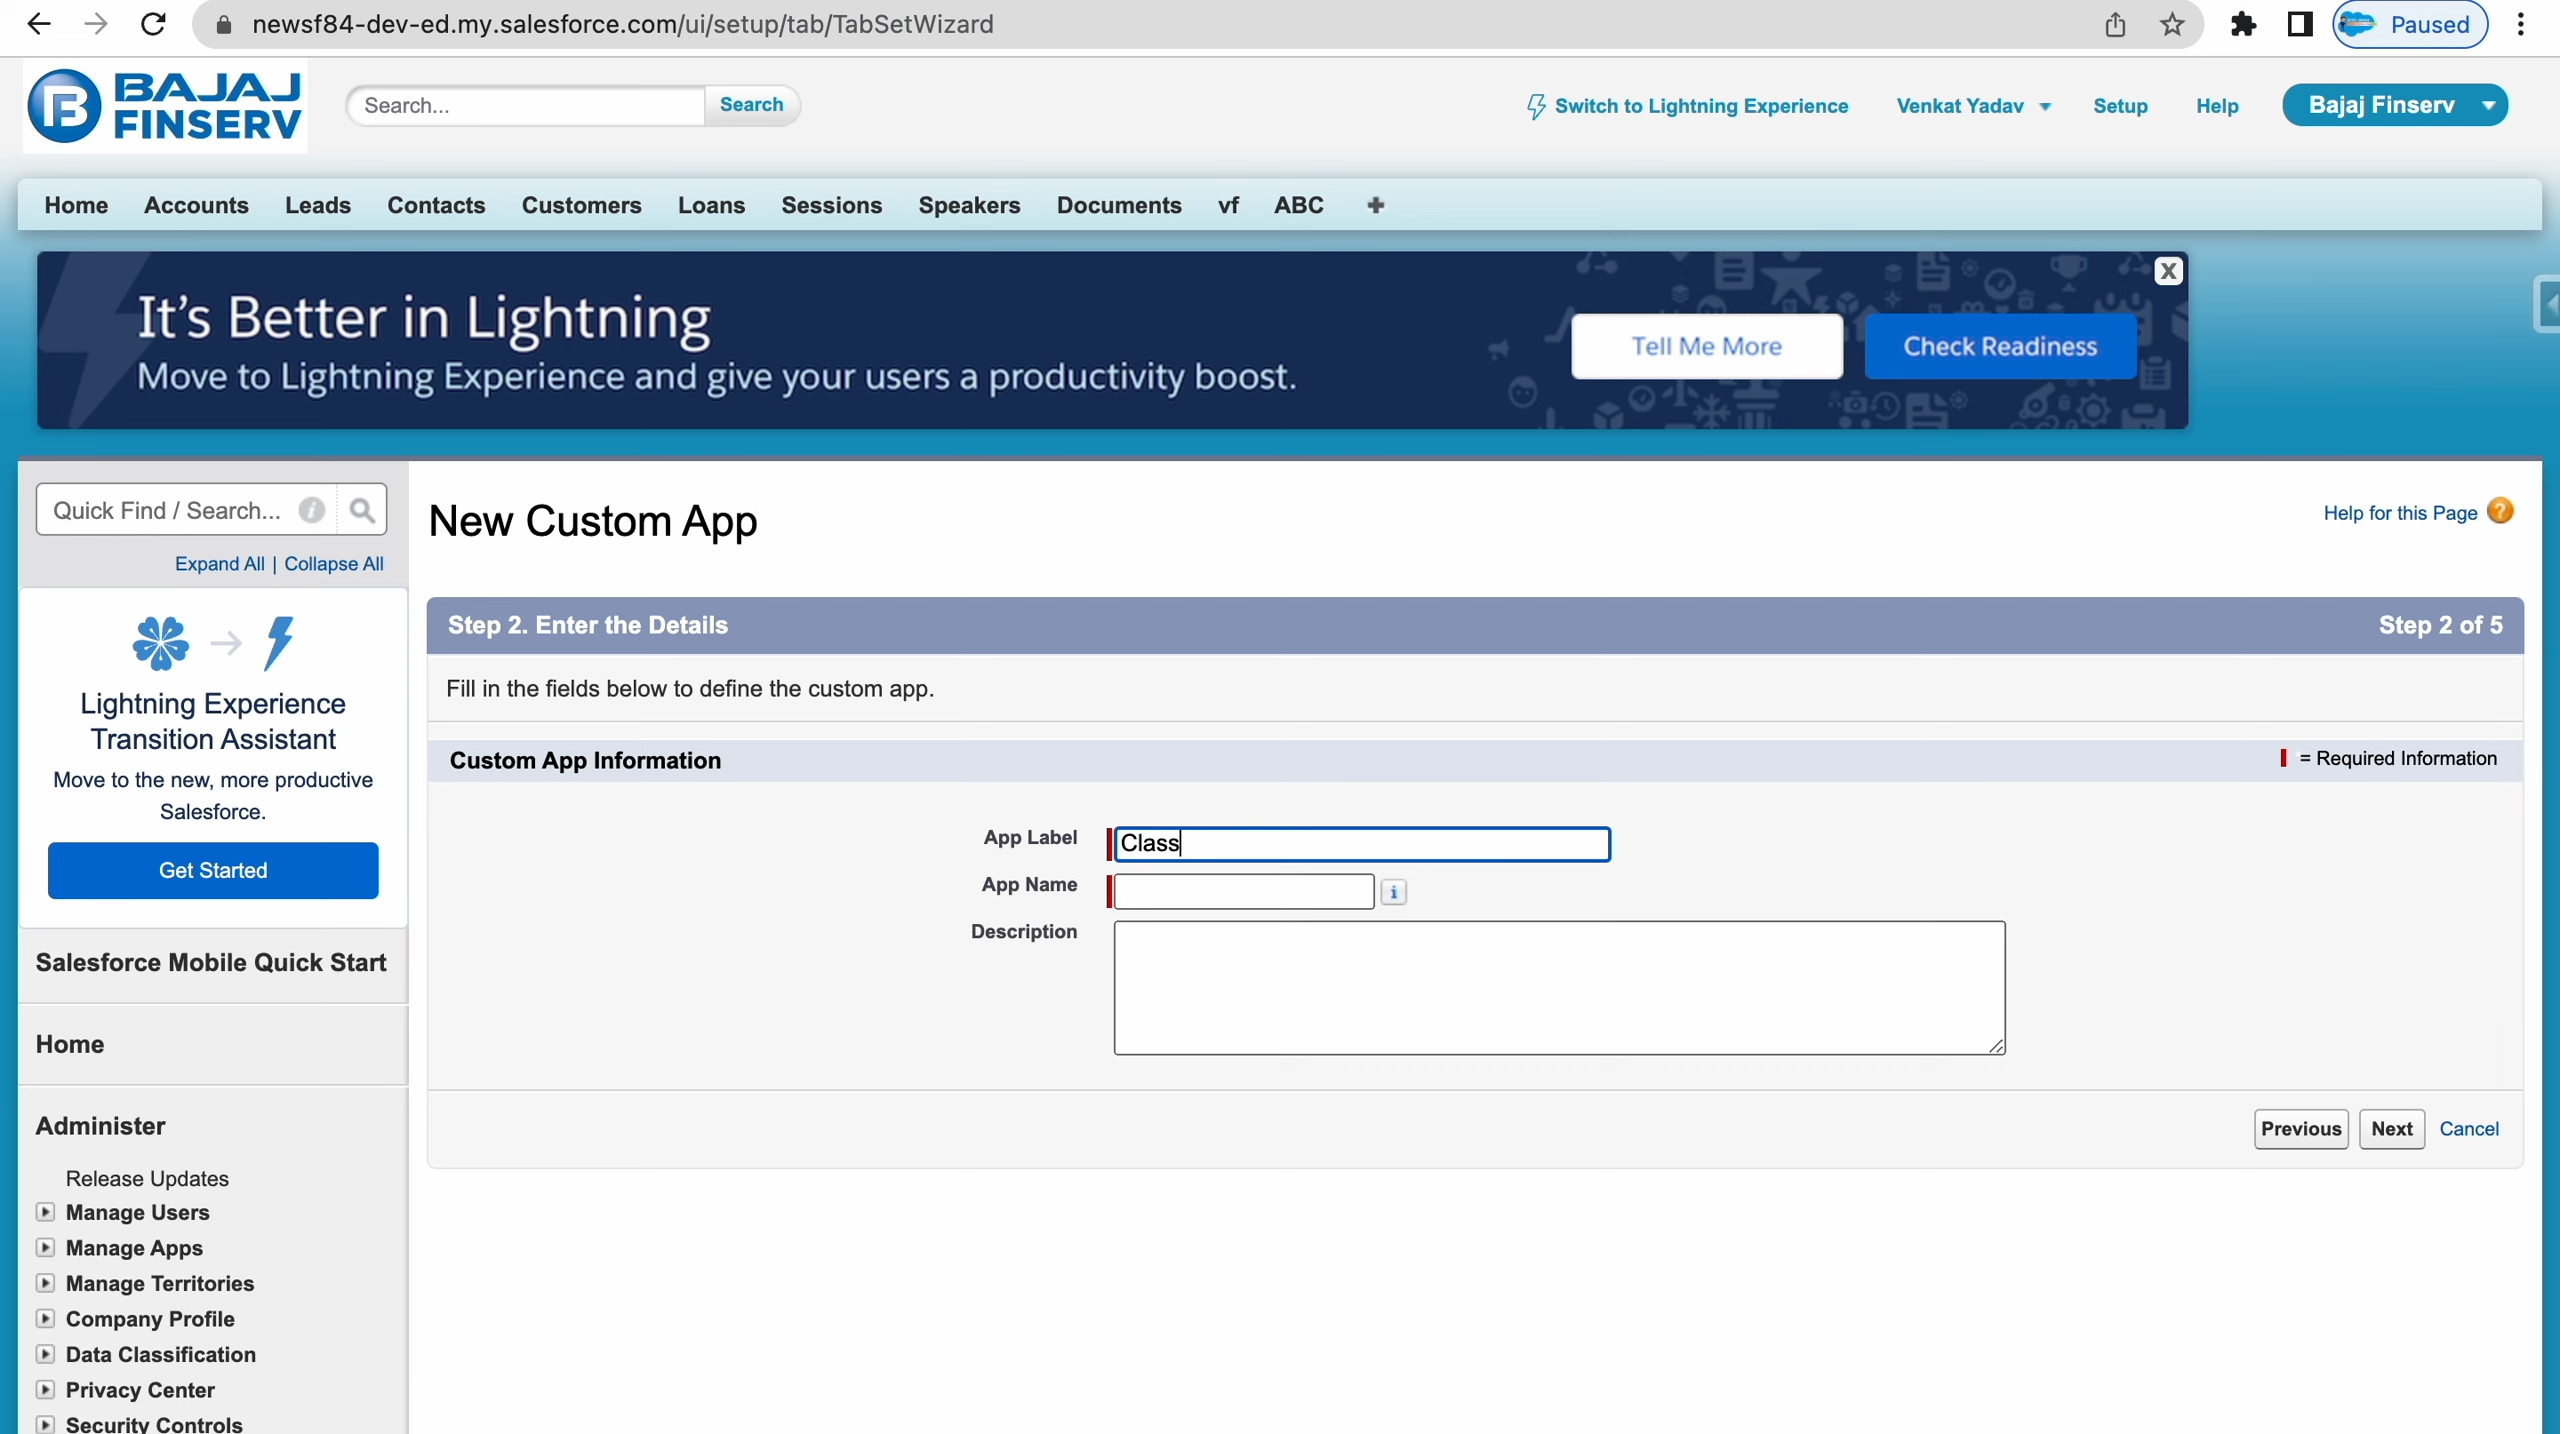 newsf84-dev-ed.my.salesforce.com/ui/setup/tab/TabSetWizard
Paused
BAJAJ
FINSERV
Search...
Search
Switch to Lightning Experience
Venkat Yadav
Setup
Help
Bajaj Finserv
Home
Accounts
Leads
Contacts
Customers
Loans
Sessions
Speakers
Documents
vf
ABC
It's Better in Lightning
Move to Lightning Experience and give your users a productivity boost.
Tell Me More
Check Readiness
X
Quick Find / Search...
Expand All | Collapse All
Lightning Experience
Transition Assistant
Move to the new, more productive
Salesforce.
Get Started
Salesforce Mobile Quick Start
Home
Administer
Release Updates
Manage Users
Manage Apps
Manage Territories
Company Profile
Data Classification
Privacy Center
Security Controls
New Custom App
Help for this Page
Step 2. Enter the Details
Step 2 of 5
Fill in the fields below to define the custom app.
Custom App Information
= Required Information
App Label
Class
App Name
Description
Previous
Next
Cancel